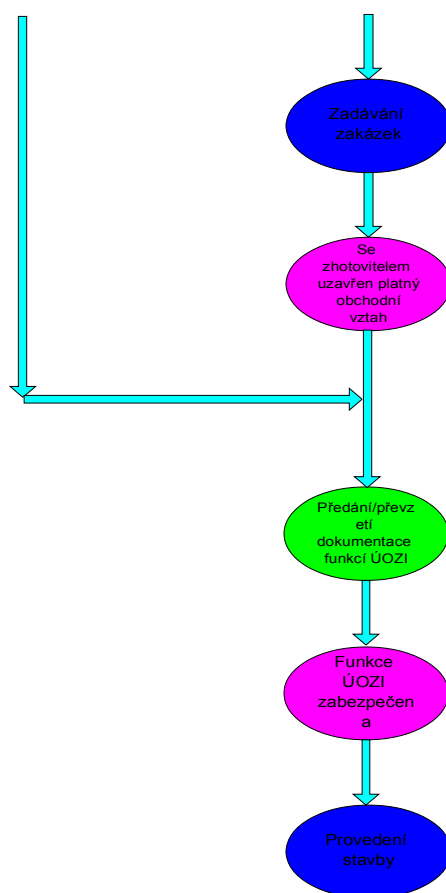 Zadávání
zakázek
Se
zhotovitelem
uzavřen platný
obchodní
vztah
Předání/převz
etí
dokumentace
funkcí ÚOZI
Funkce
ÚOZI
zabezpečen
a
Provedení
stavby